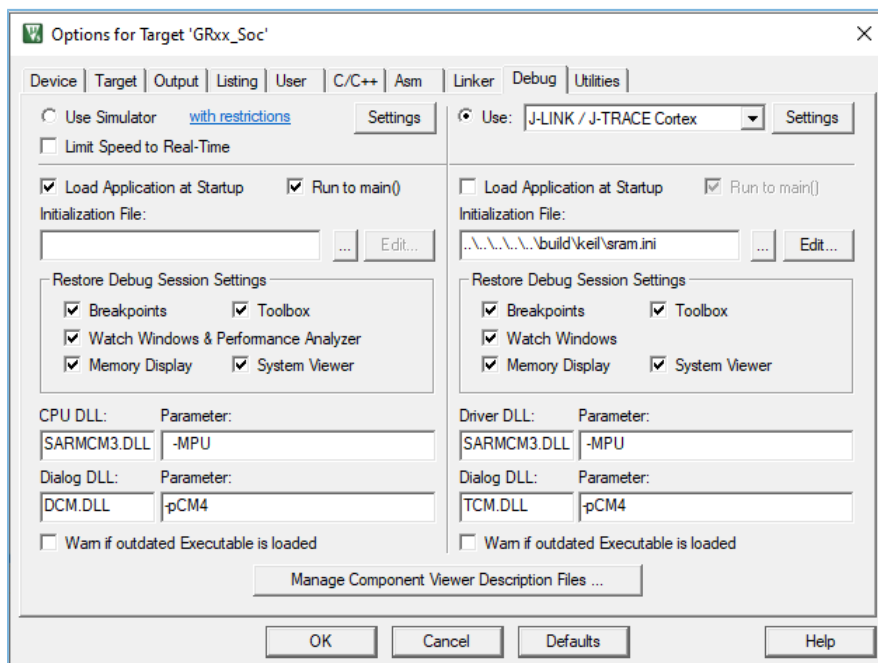 Options for Target 'GRxx_Soc'
Device | Target | Output | Listing | User | C/C++ | Asm | Linker | Debug | Utilities
Use Simulator with restrictions Settings
Limit Speed to Real-Time
Load Application at Startup Run to main()
Initialization File:
... Edit...
Restore Debug Session Settings
Breakpoints Toolbox
Watch Windows & Performance Analyzer
Memory Display System Viewer
CPU DLL: Parameter:
SARMCM3.DLL -MPU
Dialog DLL: Parameter:
DCM.DLL -pCM4
Warn if outdated Executable is loaded
Use: J-LINK / J-TRACE Cortex Settings
Load Application at Startup Run to main()
Initialization File:
..\..\..\..\..\build\keil\sram.ini ... Edit...
Restore Debug Session Settings
Breakpoints Toolbox
Watch Windows
Memory Display System Viewer
Driver DLL: Parameter:
SARMCM3.DLL -MPU
Dialog DLL: Parameter:
TCM.DLL -pCM4
Warn if outdated Executable is loaded
Manage Component Viewer Description Files ...
OK Cancel Defaults Help